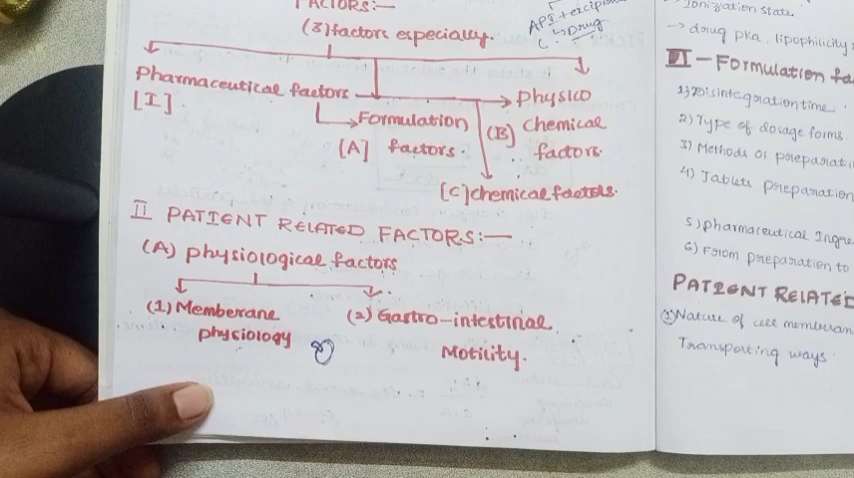 FACTORS:—
(3) factors especially.
API + excipien
↳ Drug
Pharmaceutical factors
[I]
Formulation
[A] factors.
Physico
(B) chemical
factors.
[C] chemical factors.
II PATIENT RELATED FACTORS:—
(A) physiological factors
(1) Memberane
physiology
(2) Gastro-intestinal
Motility.
Ionization state.
→ drug pka, lipophilicity
II - Formulation fa
1) Disintegration time.
2) Type of dosage forms
3) Methods of preparati
4) Tablets preparation
5) pharmaceutical Ingre
6) From preparation to
PATIENT RELATED
Nature of cell membran
Transporting ways